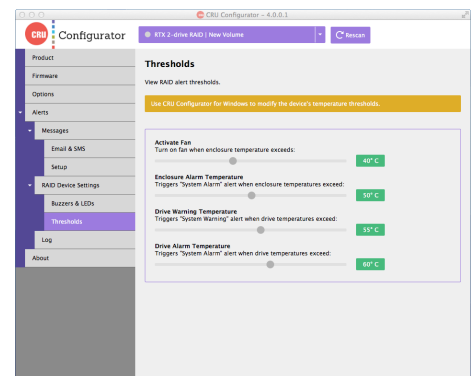 CRU Configurator - 4.0.0.1
CRU Configurator
RTX 2-drive RAID | New Volume
Rescan
Product
Firmware
Options
Alerts
Messages
Email & SMS
Setup
RAID Device Settings
Buzzers & LEDs
Thresholds
Log
About
Thresholds
View RAID alert thresholds.
Use CRU Configurator for Windows to modify the device's temperature thresholds.
Activate Fan
Turn on fan when enclosure temperature exceeds:
40° C
Enclosure Alarm Temperature
Triggers "System Alarm" alert when enclosure temperatures exceed:
50° C
Drive Warning Temperature
Triggers "System Warning" alert when drive temperatures exceed:
55° C
Drive Alarm Temperature
Triggers "System Alarm" alert when drive temperatures exceed:
60° C